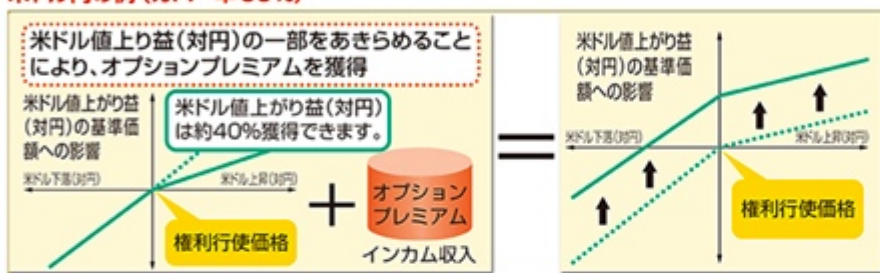 米ドル値上り益(対円)の一部をあきらめること
により、オプションプレミアムを獲得
米ドル値上がり益
(対円)の基準価
額への影響
米ドル値上がり益(対円)
は約40%獲得できます。
米ドル下落(対円)
米ドル上昇(対円)
権利行使価格
+
オプション
プレミアム
インカム収入
=
米ドル値上がり益
(対円)の基準価
額への影響
米ドル下落(対円)
米ドル上昇(対円)
権利行使価格